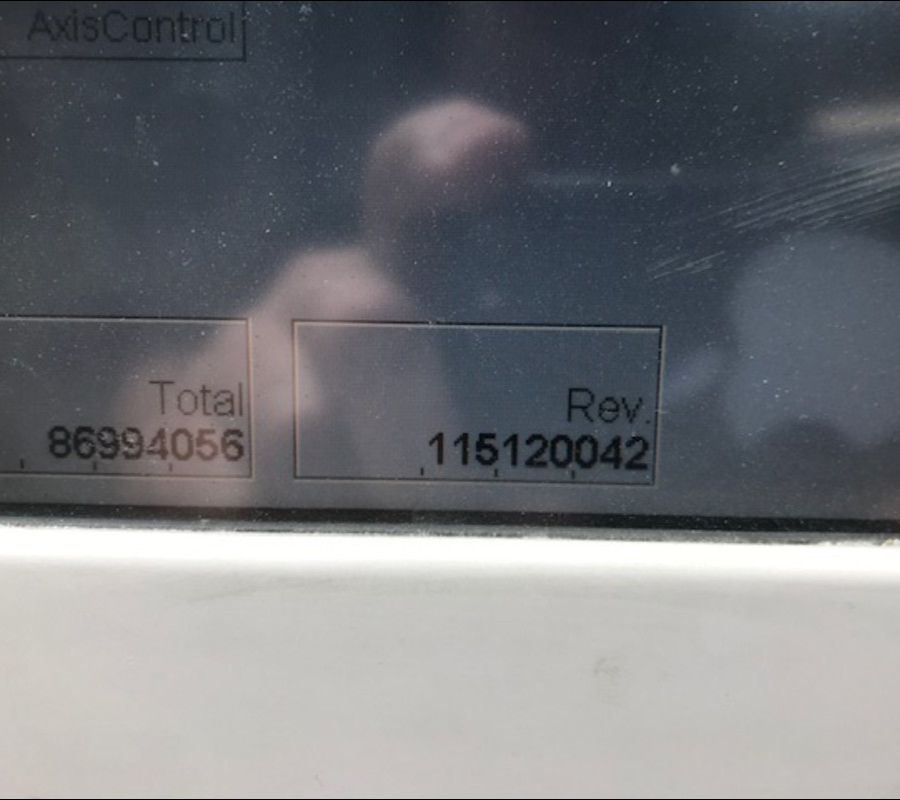 AxisControl
Total
86994056
Rev.
115120042